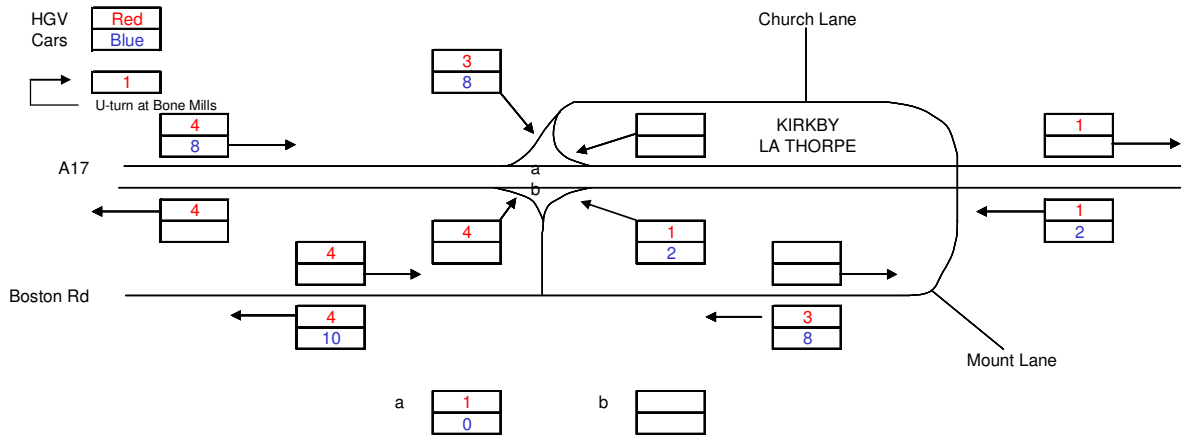 HGV Red
Cars Blue
1
U-turn at Bone Mills
Church Lane
3
8
4
8
KIRKBY
LA THORPE
1
A17
a
b
4
4
1
2
1
2
4
Boston Rd
4
10
3
8
Mount Lane
a
1
0
b